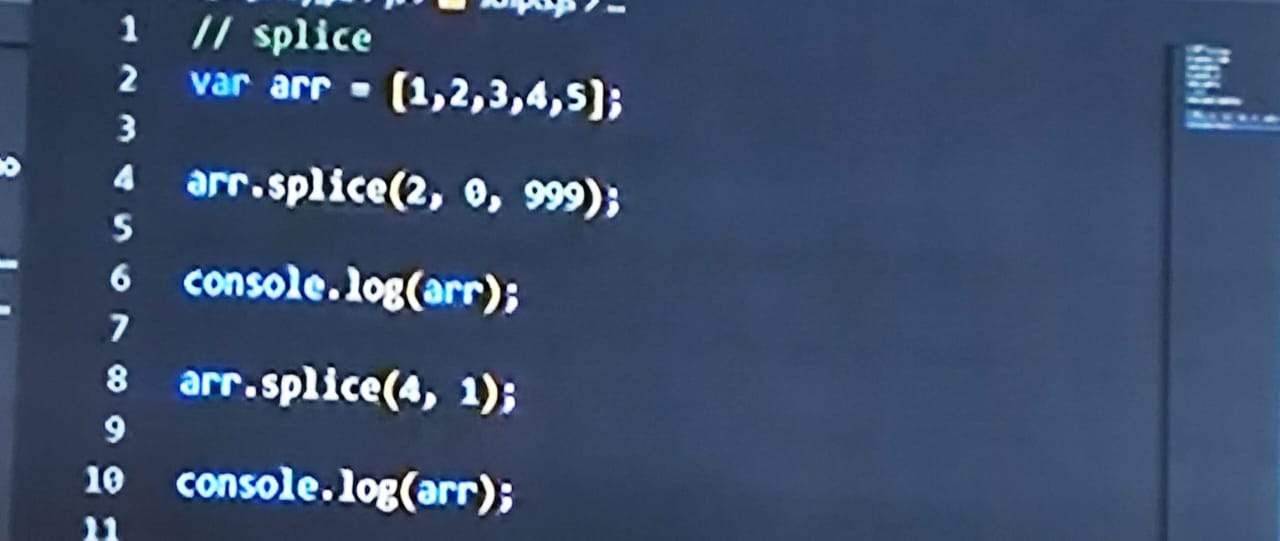 1 // splice
2 var arr = [1,2,3,4,5];
3
4 arr.splice(2, 0, 999);
5
6 console.log(arr);
7
8 arr.splice(4, 1);
9
10 console.log(arr);
11